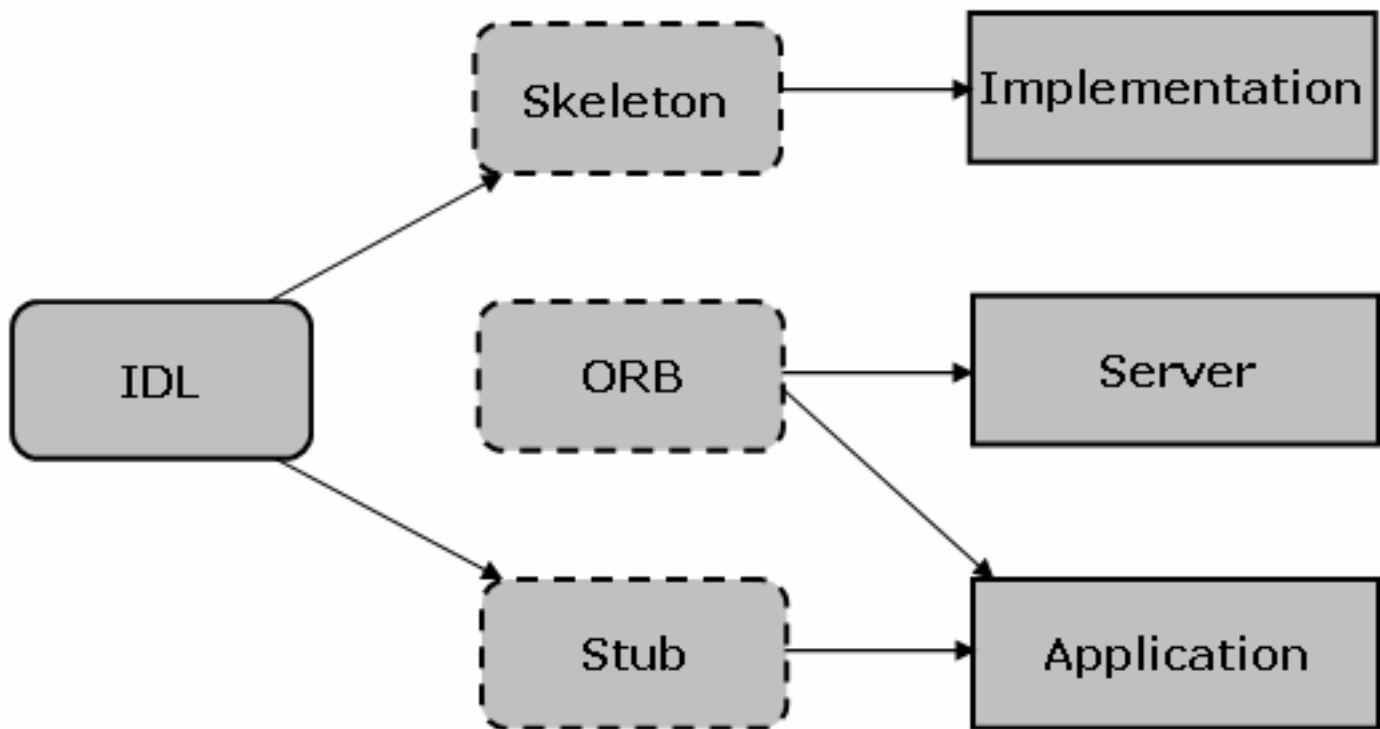 Skeleton
Implementation
IDL
ORB
Server
Stub
Application